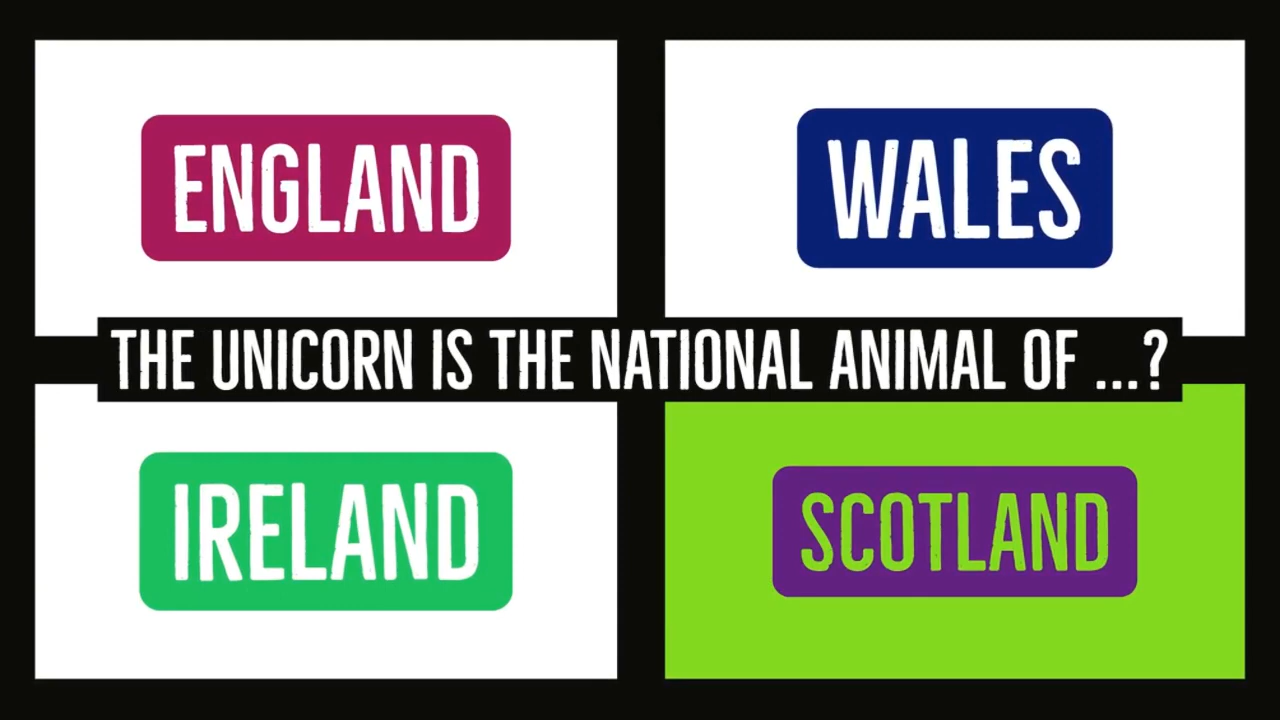 ENGLAND
WALES
THE UNICORN IS THE NATIONAL ANIMAL OF ...?
IRELAND
SCOTLAND